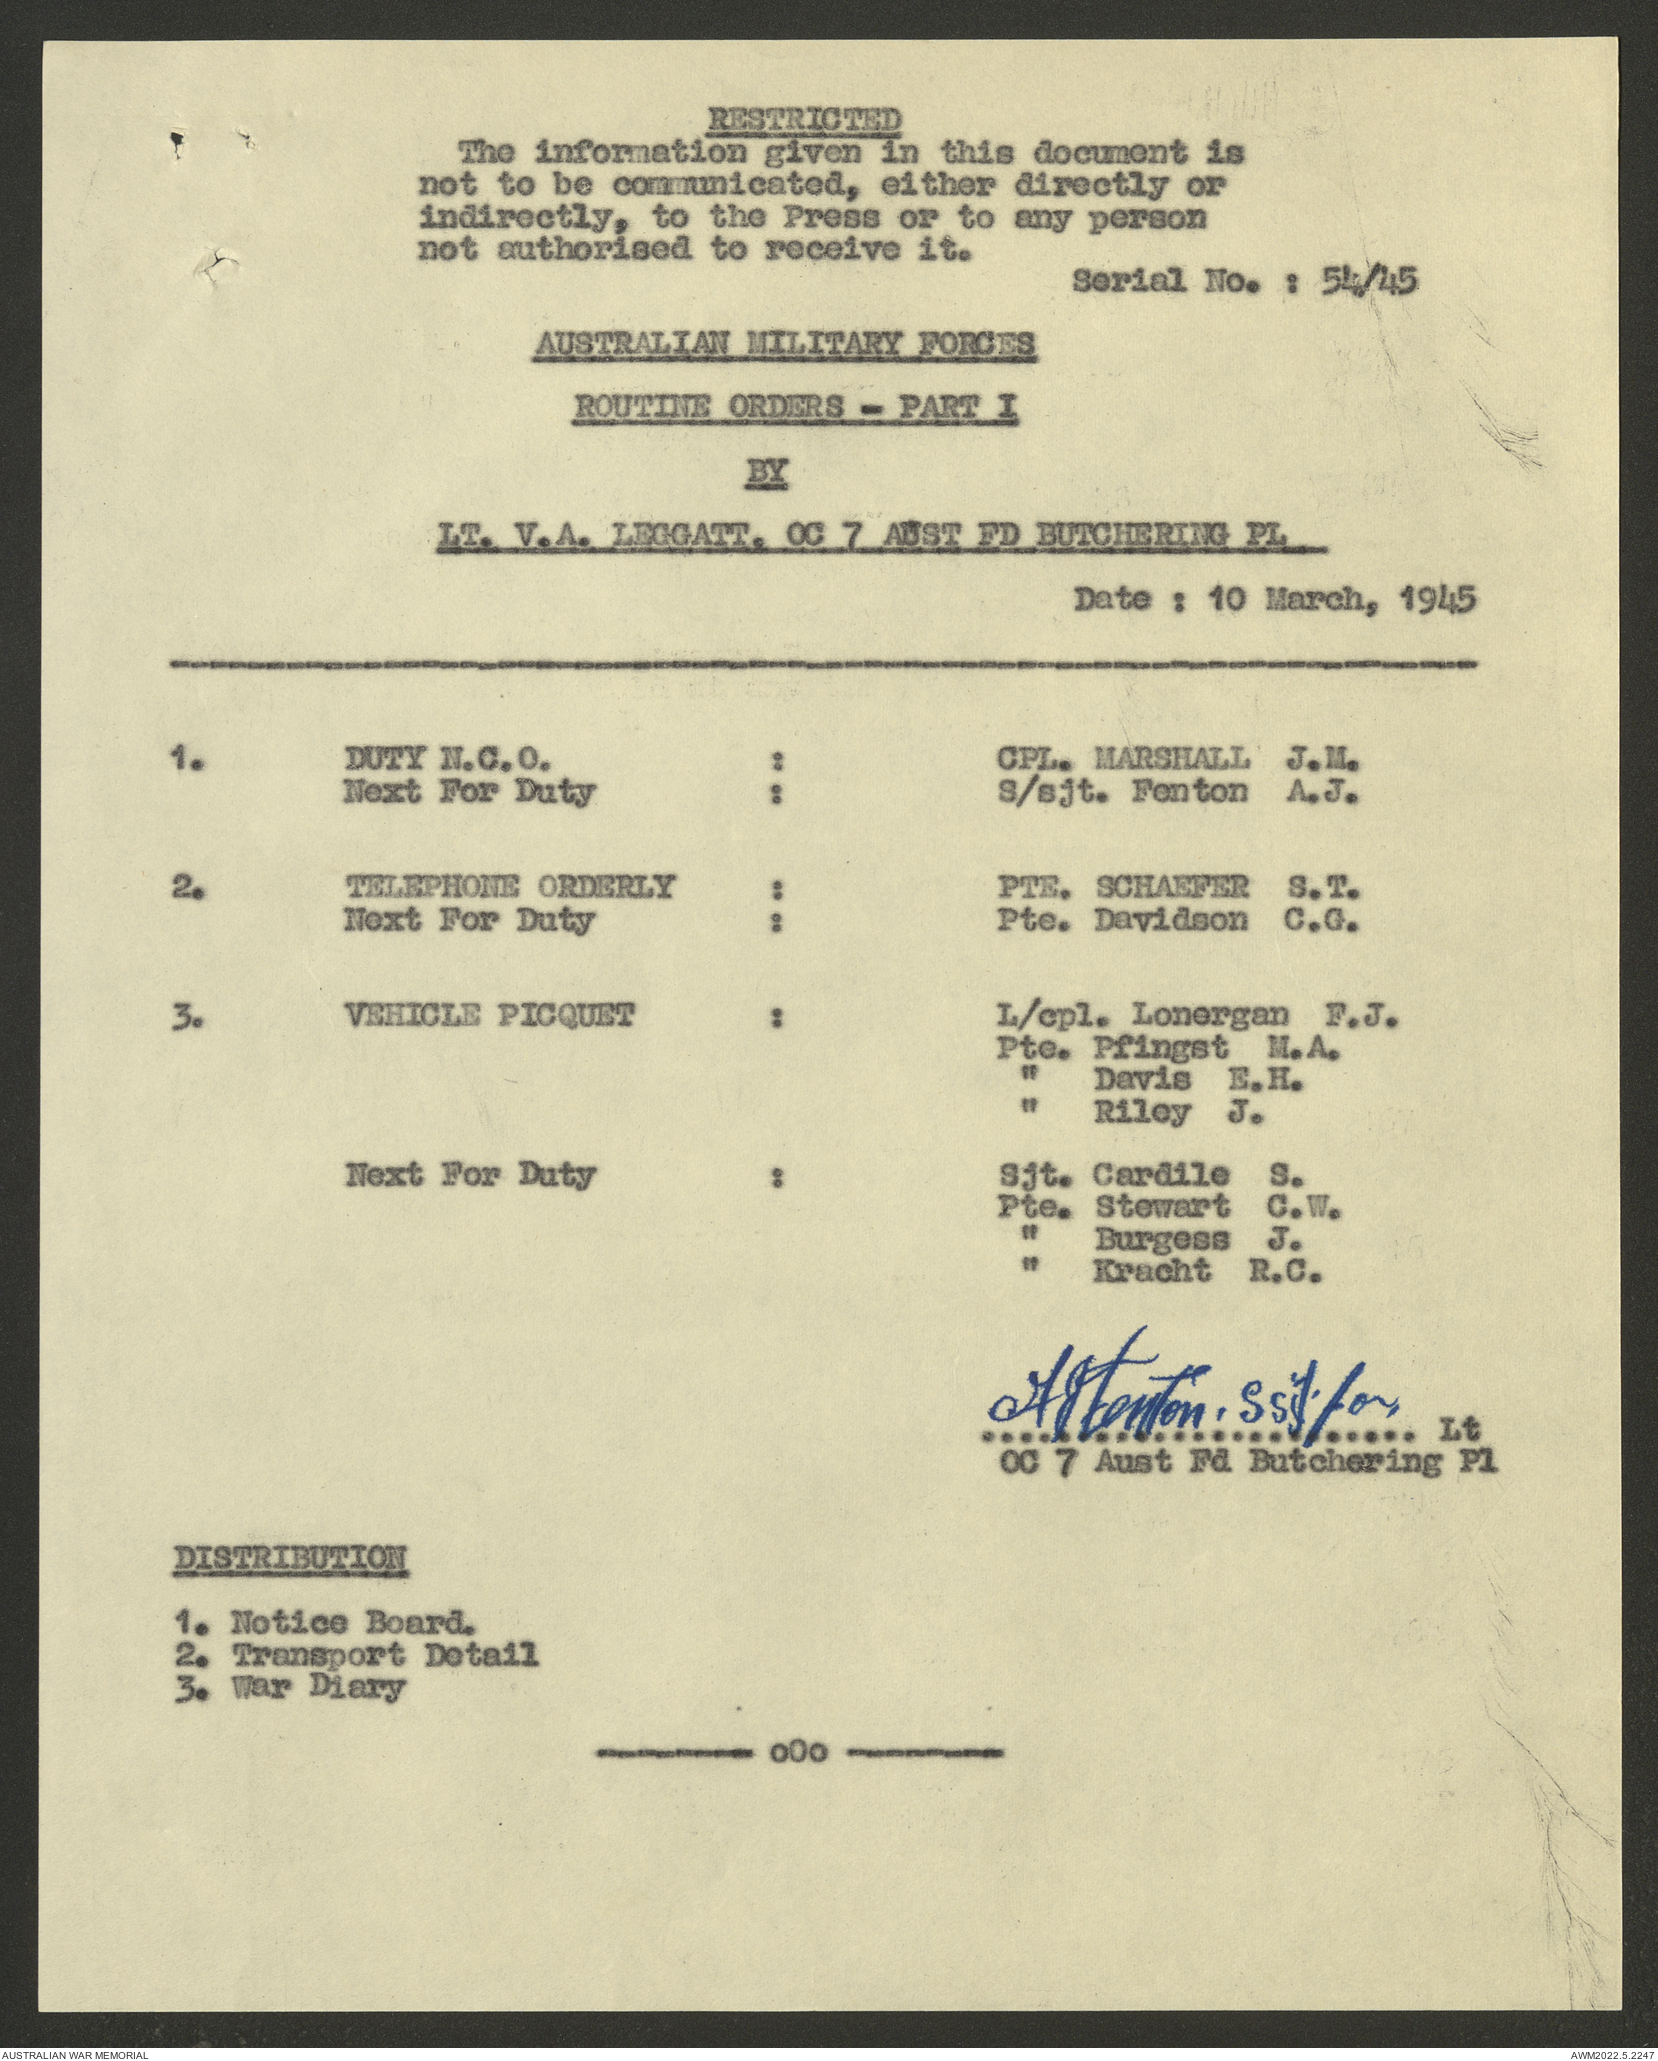 RESTRICTED
The information given in this document is
not to be communicated, either directly or
indirectly, to the Press or to any person
not authorised to receive it.
Serial No. : 54/45
AUSTRALIAN MILITARY FORCES
ROUTINE ORDERS - PART I
BY
LT. V.A. LEGGATT. OC 7 AUST FD BUTCHERING PL
Date : 10 March, 1945
1. DUTY N.C.O. : CPL. MARSHALL J.M.
Next For Duty : S/sjt. Fenton A.J.
2. TELEPHONE ORDERLY : PTE. SCHAEFER S.T.
Next For Duty : Pte. Davidson C.G.
3. VEHICLE PICQUET : L/cpl. Lonergan F.J.
Pte. Pfingst M.A.
" Davis E.H.
" Riley J.
Next For Duty : Sjt. Cardile S.
Pte. Stewart C.W.
" Burgess J.
" Kracht R.C.
AJFenton. SSjt for,
....................... Lt
OC 7 Aust Fd Butchering Pl
DISTRIBUTION
1. Notice Board.
2. Transport Detail
3. War Diary
-------- oOo --------
AUSTRALIAN WAR MEMORIAL
AWM2022.5.2247